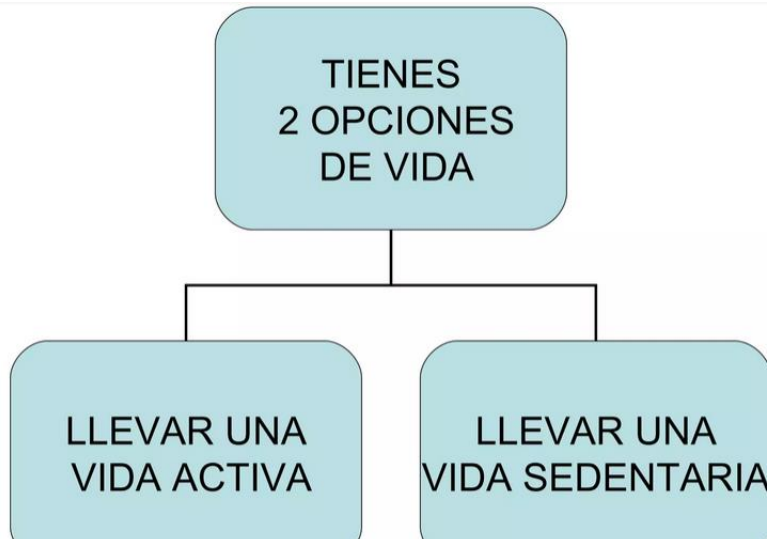 TIENES
2 OPCIONES
DE VIDA
LLEVAR UNA
VIDA ACTIVA
LLEVAR UNA
VIDA SEDENTARIA